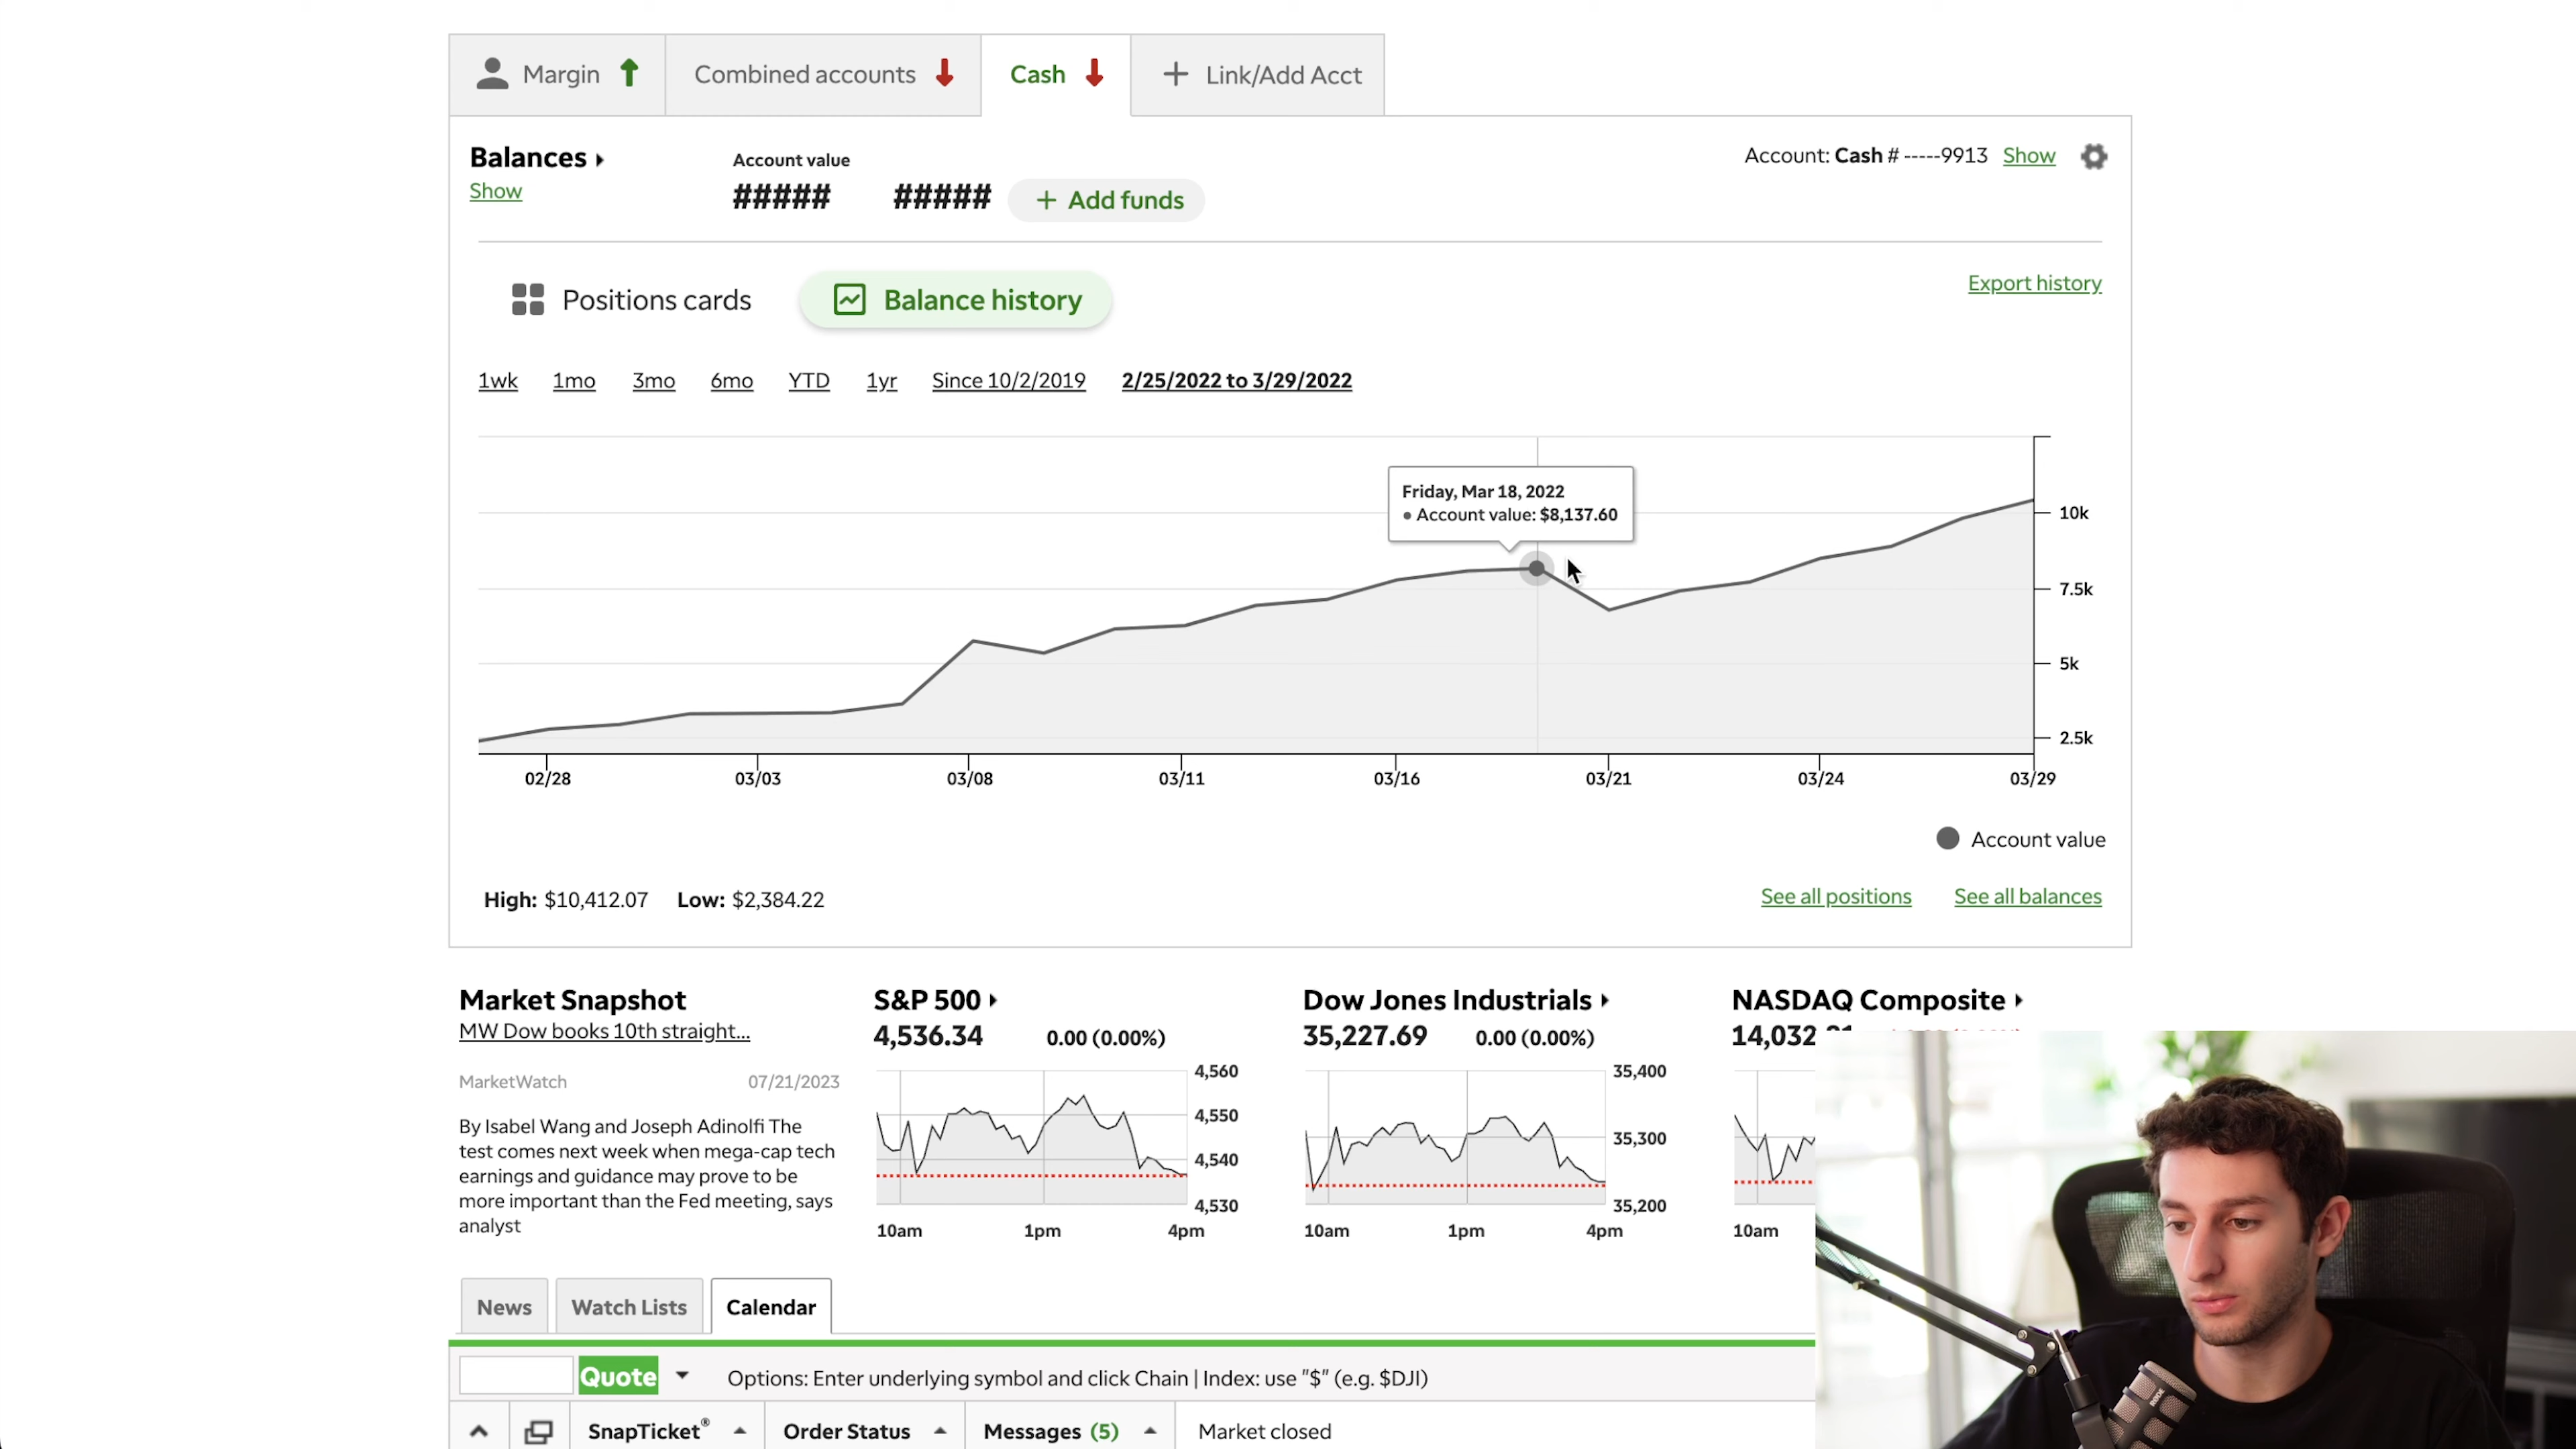 Margin
Combined accounts
Cash
+ Link/Add Acct
Balances
Show
Account value
##### #####
+ Add funds
Account: Cash # -----9913 Show
Positions cards
Balance history
Export history
1wk 1mo 3mo 6mo YTD 1yr Since 10/2/2019 2/25/2022 to 3/29/2022
Friday, Mar 18, 2022
• Account value: $8,137.60
10k
7.5k
5k
2.5k
02/28 03/03 03/08 03/11 03/16 03/21 03/24 03/29
Account value
High: $10,412.07 Low: $2,384.22
See all positions See all balances
Market Snapshot
MW Dow books 10th straight...
MarketWatch 07/21/2023
By Isabel Wang and Joseph Adinolfi The
test comes next week when mega-cap tech
earnings and guidance may prove to be
more important than the Fed meeting, says
analyst
S&P 500
4,536.34 0.00 (0.00%)
4,560
4,550
4,540
4,530
10am 1pm 4pm
Dow Jones Industrials
35,227.69 0.00 (0.00%)
35,400
35,300
35,200
10am 1pm 4pm
NASDAQ Composite
14,032
10am
News Watch Lists Calendar
Quote
Options: Enter underlying symbol and click Chain | Index: use "$" (e.g. $DJI)
SnapTicket® Order Status Messages (5) Market closed